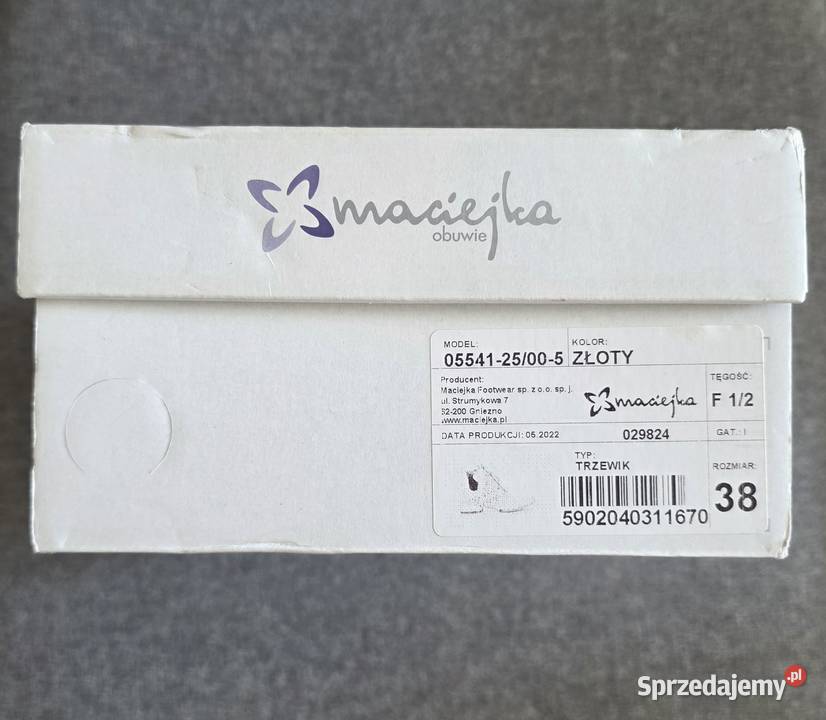 maciejka
obuwie
MODEL:
05541-25/00-5
KOLOR:
ZŁOTY
Producent:
Maciejka Footwear sp. z o.o. sp. j.
ul. Strumykowa 7
62-200 Gniezno
www.maciejka.pl
maciejka
TĘGOŚĆ:
F 1/2
DATA PRODUKCJI: 05.2022
029824
GAT.: I
TYP:
TRZEWIK
5902040311670
ROZMIAR:
38
Sprzedajemy.pl